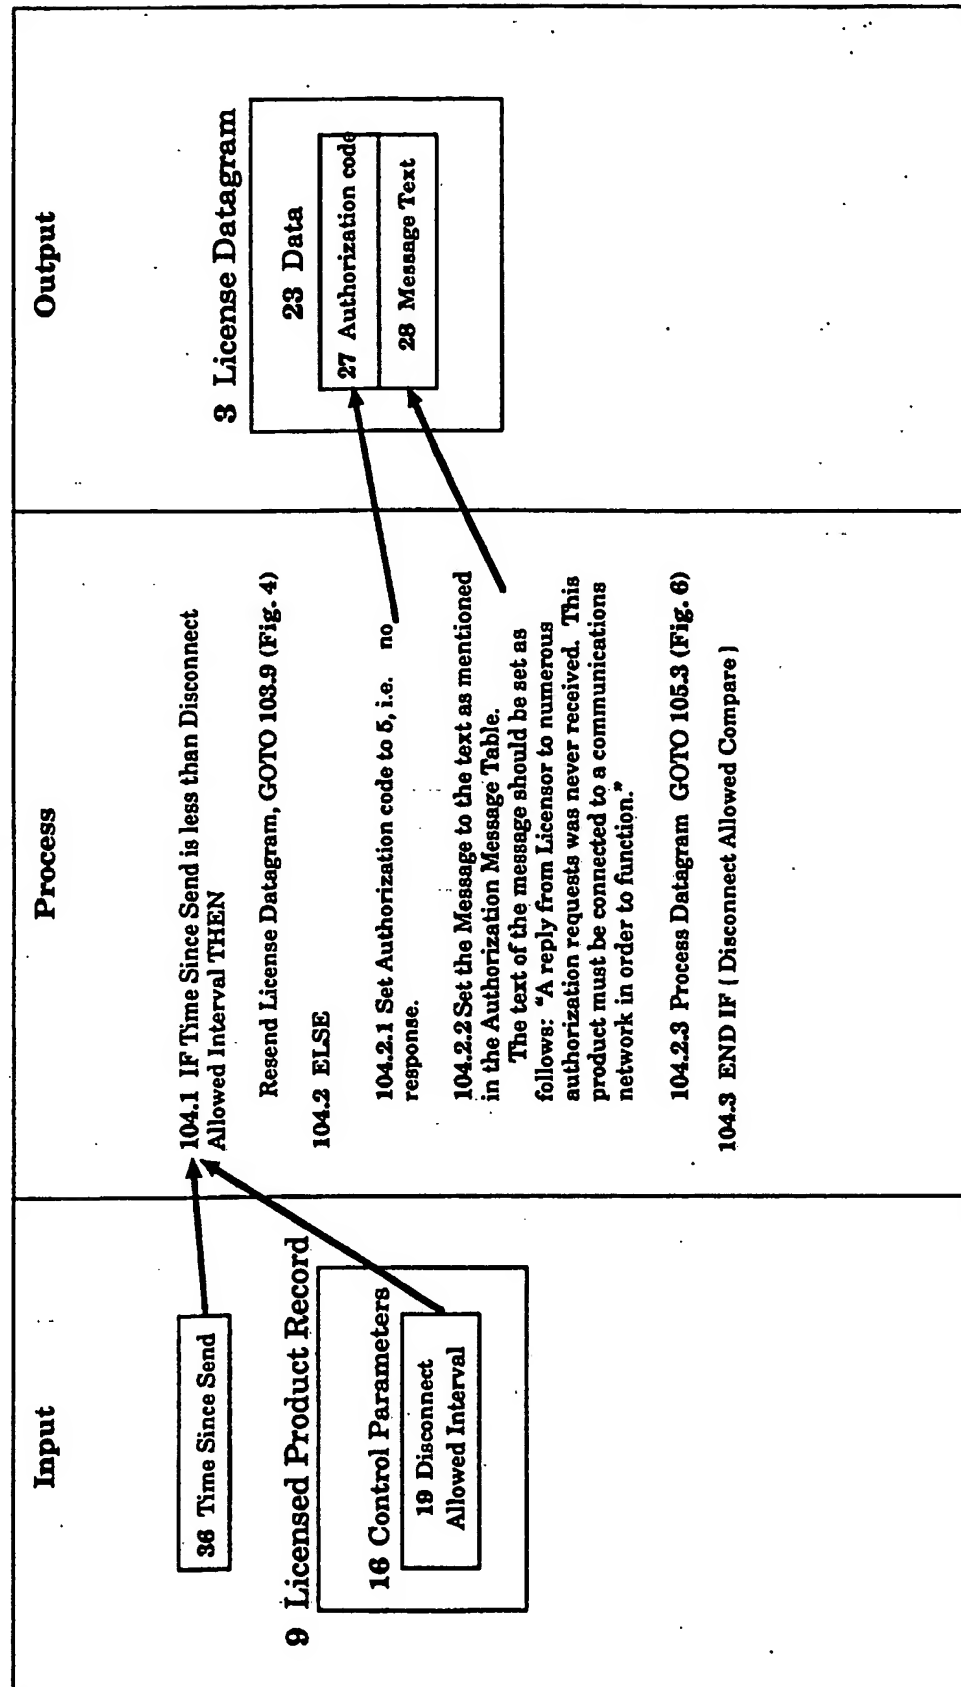 Input
36 Time Since Send
9 Licensed Product Record
16 Control Parameters
19 Disconnect
Allowed Interval
Process
104.1 IF Time Since Send is less than Disconnect
Allowed Interval THEN
Resend License Datagram, GOTO 103.9 (Fig. 4)
104.2 ELSE
104.2.1 Set Authorization code to 5, i.e. no
response.
104.2.2 Set the Message to the text as mentioned
in the Authorization Message Table.
The text of the message should be set as
follows: "A reply from Licensor to numerous
authorization requests was never received. This
product must be connected to a communications
network in order to function."
104.2.3 Process Datagram GOTO 105.3 (Fig. 6)
104.3 END IF { Disconnect Allowed Compare }
Output
3 License Datagram
23 Data
27 Authorization code
28 Message Text